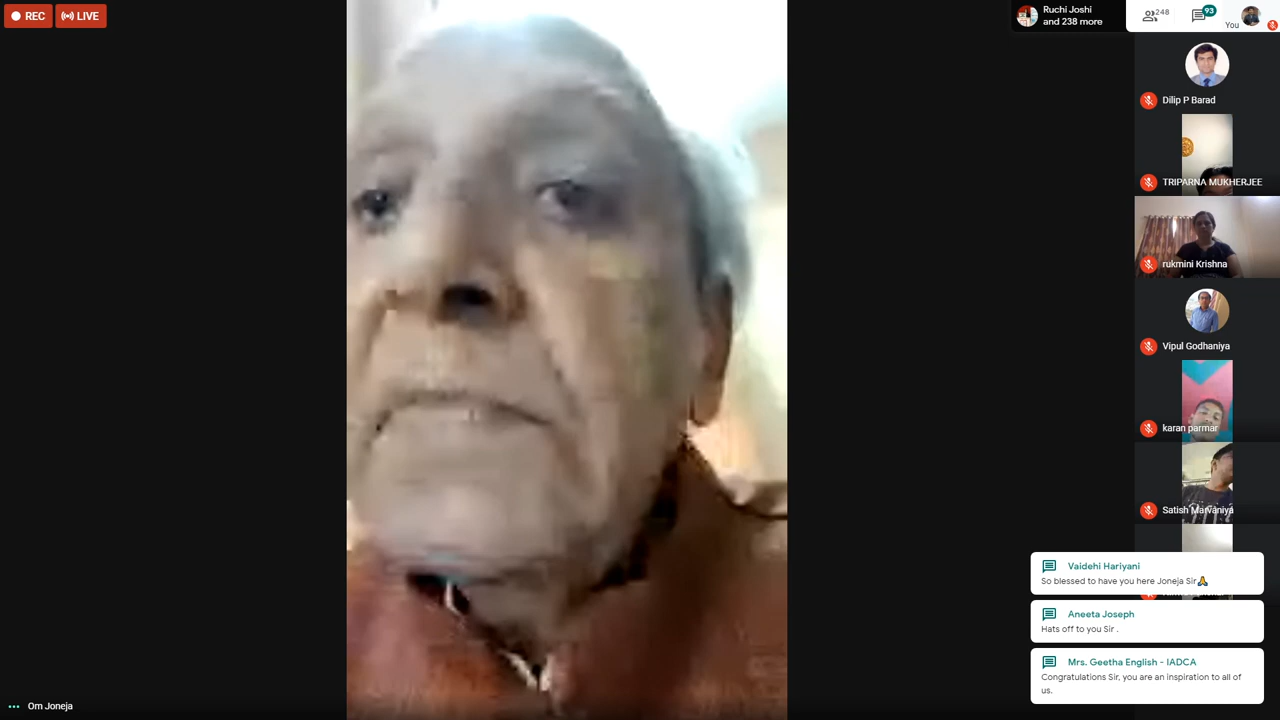 REC
LIVE
Ruchi Joshi
and 238 more
248
93
You
Dilip P Barad
TRIPARNA MUKHERJEE
rukmini Krishna
Vipul Godhaniya
karan parmar
Satish Marvaniya
Vaidehi Hariyani
So blessed to have you here Joneja Sir🙏
Aneeta Joseph
Hats off to you Sir .
Mrs. Geetha English - IADCA
Congratulations Sir, you are an inspiration to all of
us.
Om Joneja